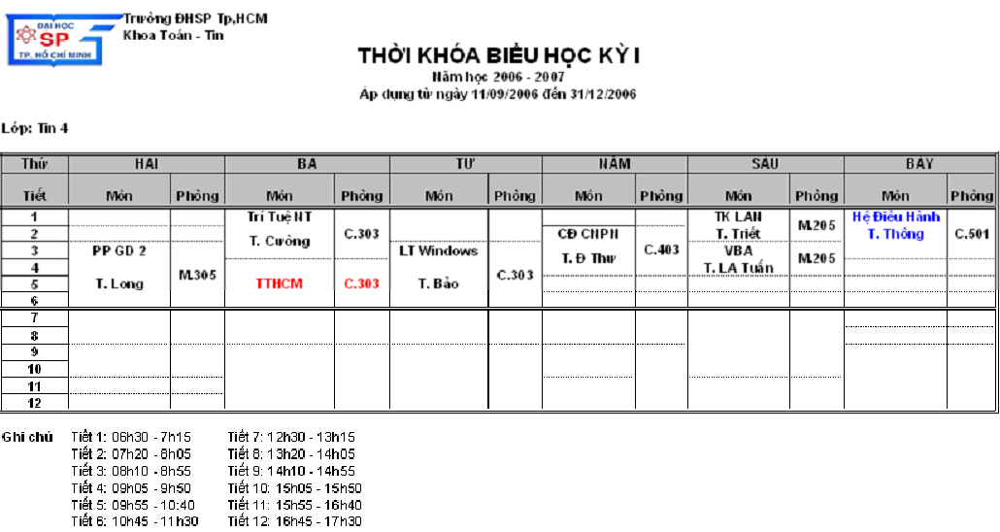 ĐẠI HỌC
SP
TP. HỒ CHÍ MINH
Trường ĐHSP Tp,HCM
Khoa Toán - Tin
THỜI KHÓA BIỂU HỌC KỲ I
Năm học 2006 - 2007
Áp dụng từ ngày 11/09/2006 đến 31/12/2006
Lớp: Tin 4
Thứ HAI BA TƯ NĂM SÁU BẢY
Tiết Môn Phòng Môn Phòng Môn Phòng Môn Phòng Môn Phòng Môn Phòng
1 Trí Tuệ NT TK LAN M.205 Hệ Điều Hành
2 T. Cường C.303 CĐ CNPN T. Triết T. Thông C.501
3 PP GD 2 LT Windows T. Đ Thư C.403 VBA M.205
4 M.305 C.303 T. LA Tuấn
5 T. Long TTHCM C.303 T. Bảo
6
7
8
9
10
11
12
Ghi chú Tiết 1: 06h30 - 7h15 Tiết 7: 12h30 - 13h15
Tiết 2: 07h20 - 8h05 Tiết 8: 13h20 - 14h05
Tiết 3: 08h10 - 8h55 Tiết 9: 14h10 - 14h55
Tiết 4: 09h05 - 9h50 Tiết 10: 15h05 - 15h50
Tiết 5: 09h55 - 10:40 Tiết 11: 15h55 - 16h40
Tiết 6: 10h45 - 11h30 Tiết 12: 16h45 - 17h30